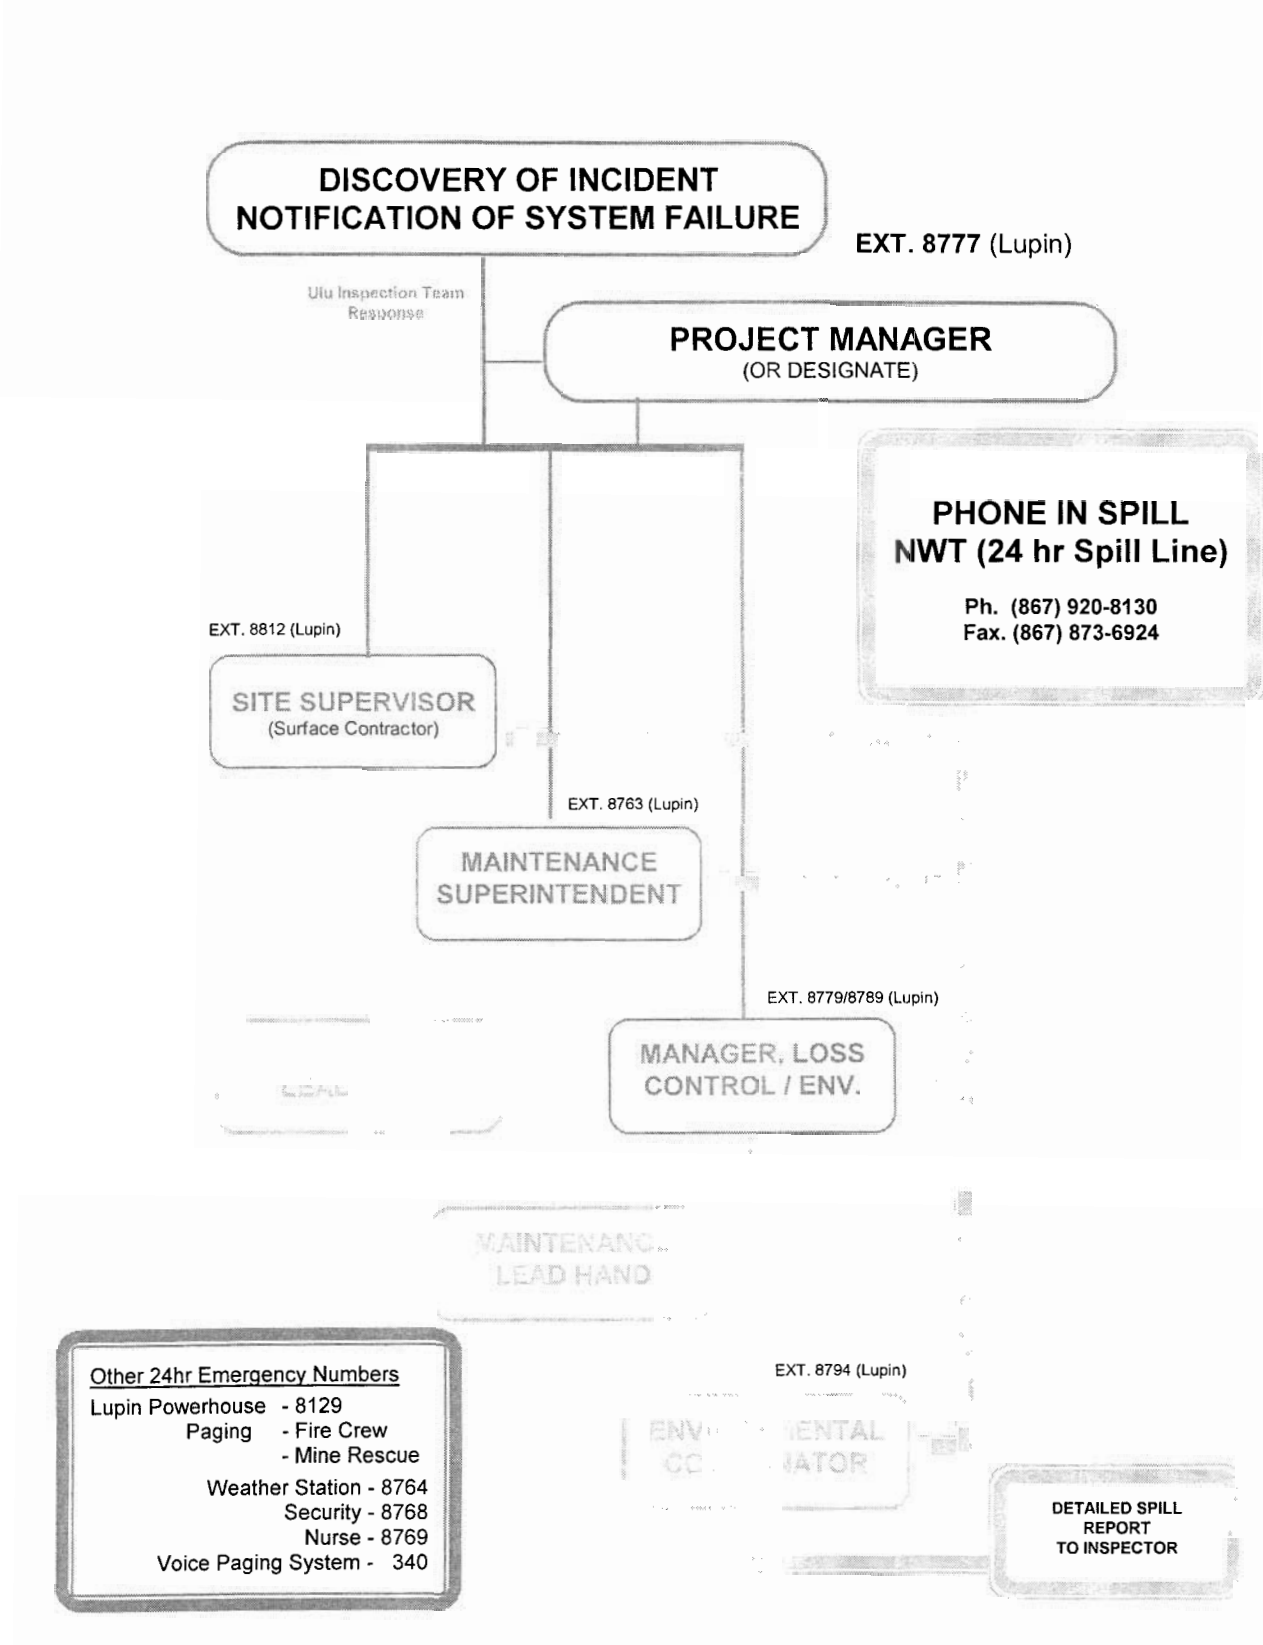 DISCOVERY OF INCIDENT
NOTIFICATION OF SYSTEM FAILURE
EXT. 8777 (Lupin)
Ulu Inspection Team
Response
PROJECT MANAGER
(OR DESIGNATE)
PHONE IN SPILL
NWT (24 hr Spill Line)
Ph. (867) 920-8130
Fax. (867) 873-6924
EXT. 8812 (Lupin)
SITE SUPERVISOR
(Surface Contractor)
EXT. 8763 (Lupin)
MAINTENANCE
SUPERINTENDENT
EXT. 8779/8789 (Lupin)
MANAGER, LOSS
CONTROL / ENV.
LEAD HAND
EXT. 8794 (Lupin)
Other 24hr Emergency Numbers
Lupin Powerhouse - 8129
Paging - Fire Crew
- Mine Rescue
Weather Station - 8764
Security - 8768
Nurse - 8769
Voice Paging System - 340
DETAILED SPILL
REPORT
TO INSPECTOR